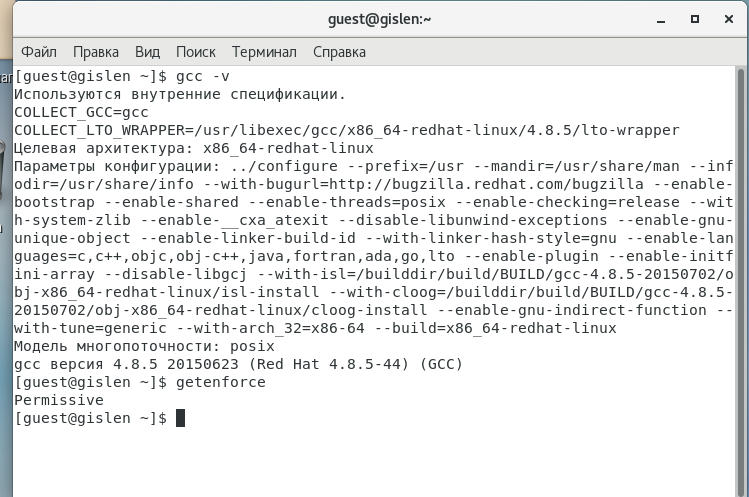 guest@gislen:~
Файл Правка Вид Поиск Терминал Справка
[guest@gislen ~]$ gcc -v
Используются внутренние спецификации.
COLLECT_GCC=gcc
COLLECT_LTO_WRAPPER=/usr/libexec/gcc/x86_64-redhat-linux/4.8.5/lto-wrapper
Целевая архитектура: x86_64-redhat-linux
Параметры конфигурации: ../configure --prefix=/usr --mandir=/usr/share/man --inf
odir=/usr/share/info --with-bugurl=http://bugzilla.redhat.com/bugzilla --enable-
bootstrap --enable-shared --enable-threads=posix --enable-checking=release --wit
h-system-zlib --enable-__cxa_atexit --disable-libunwind-exceptions --enable-gnu-
unique-object --enable-linker-build-id --with-linker-hash-style=gnu --enable-lan
guages=c,c++,objc,obj-c++,java,fortran,ada,go,lto --enable-plugin --enable-initf
ini-array --disable-libgcj --with-isl=/builddir/build/BUILD/gcc-4.8.5-20150702/o
bj-x86_64-redhat-linux/isl-install --with-cloog=/builddir/build/BUILD/gcc-4.8.5-
20150702/obj-x86_64-redhat-linux/cloog-install --enable-gnu-indirect-function --
with-tune=generic --with-arch_32=x86-64 --build=x86_64-redhat-linux
Модель многопоточности: posix
gcc версия 4.8.5 20150623 (Red Hat 4.8.5-44) (GCC)
[guest@gislen ~]$ getenforce
Permissive
[guest@gislen ~]$